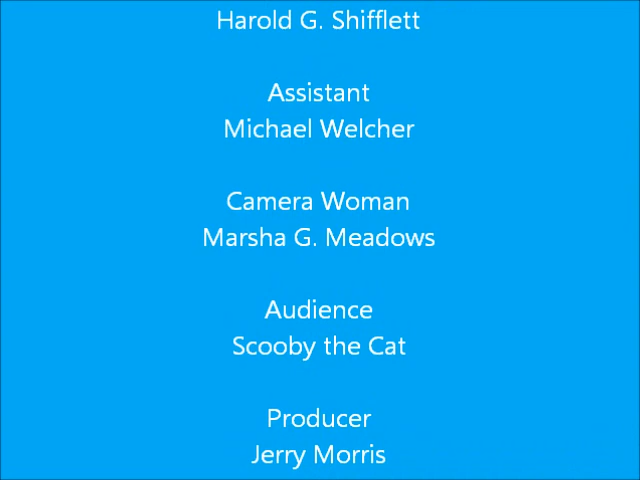 Harold G. Shifflett
Assistant
Michael Welcher
Camera Woman
Marsha G. Meadows
Audience
Scooby the Cat
Producer
Jerry Morris